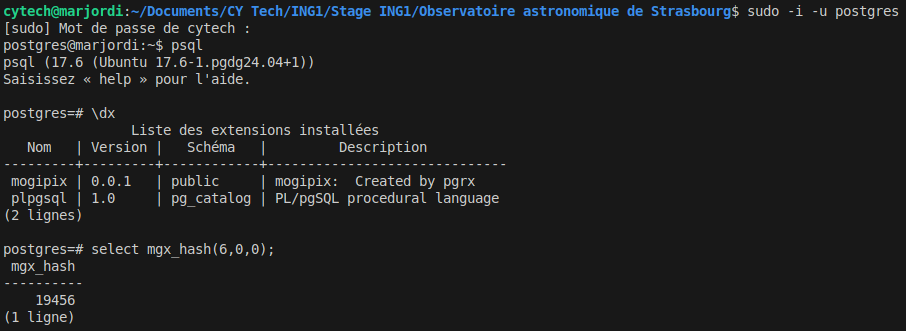 cytech@marjordi:~/Documents/CY Tech/ING1/Stage ING1/Observatoire astronomique de Strasbourg$ sudo -i -u postgres
[sudo] Mot de passe de cytech :
postgres@marjordi:~$ psql
psql (17.6 (Ubuntu 17.6-1.pgdg24.04+1))
Saisissez « help » pour l'aide.

postgres=# \dx
                Liste des extensions installées
   Nom   | Version |   Schéma   |         Description
---------+---------+------------+------------------------------
 mogipix | 0.0.1   | public     | mogipix:  Created by pgrx
 plpgsql | 1.0     | pg_catalog | PL/pgSQL procedural language
(2 lignes)

postgres=# select mgx_hash(6,0,0);
 mgx_hash
----------
    19456
(1 ligne)